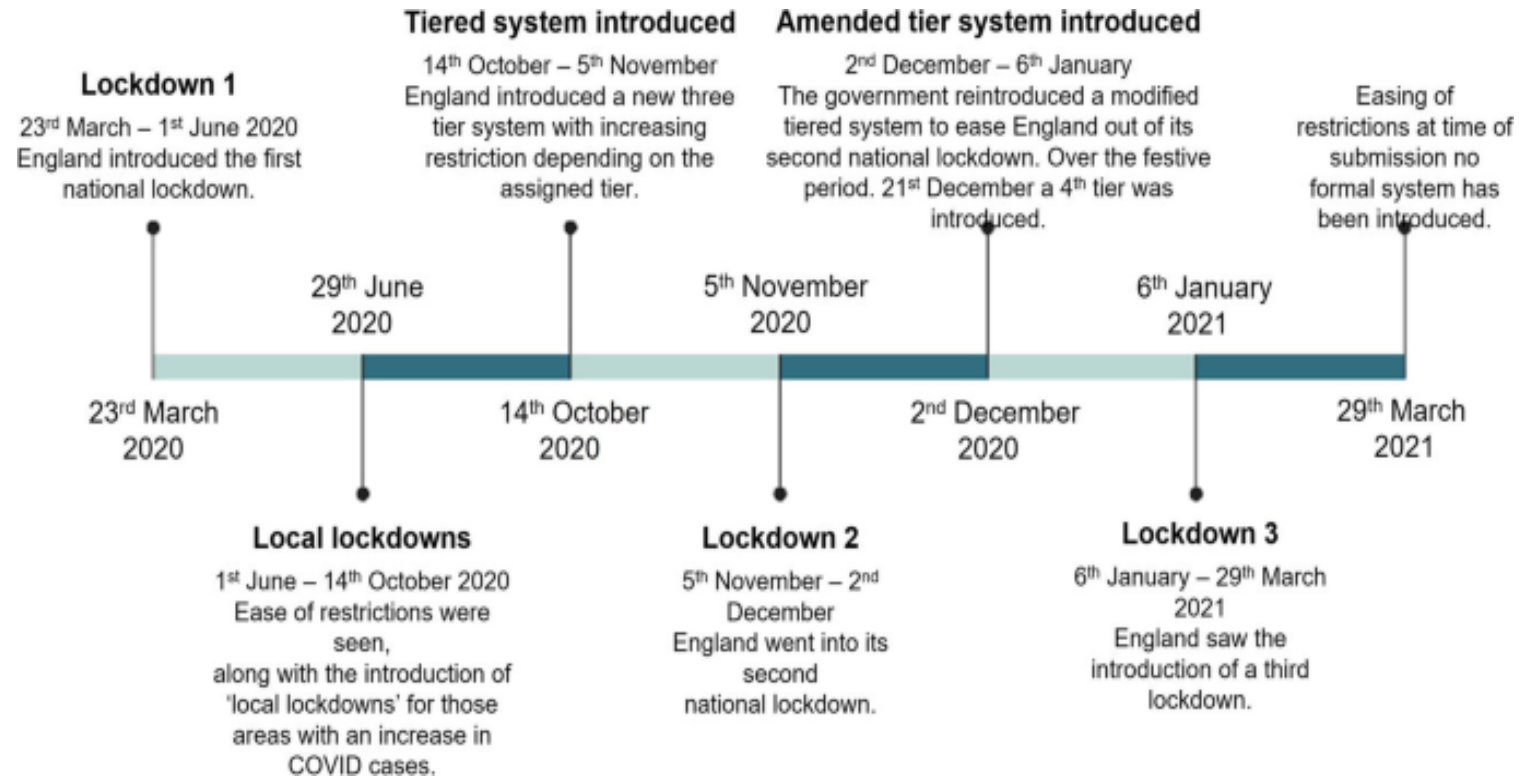 Lockdown 1
23rd March – 1st June 2020
England introduced the first
national lockdown.
Tiered system introduced
14th October – 5th November
England introduced a new three
tier system with increasing
restriction depending on the
assigned tier.
Amended tier system introduced
2nd December – 6th January
The government reintroduced a modified
tiered system to ease England out of its
second national lockdown. Over the festive
period. 21st December a 4th tier was
introduced.
Easing of
restrictions at time of
submission no
formal system has
been introduced.
29th June
2020
5th November
2020
6th January
2021
23rd March
2020
14th October
2020
2nd December
2020
29th March
2021
Local lockdowns
1st June – 14th October 2020
Ease of restrictions were
seen,
along with the introduction of
‘local lockdowns’ for those
areas with an increase in
COVID cases.
Lockdown 2
5th November – 2nd
December
England went into its
second
national lockdown.
Lockdown 3
6th January – 29th March
2021
England saw the
introduction of a third
lockdown.